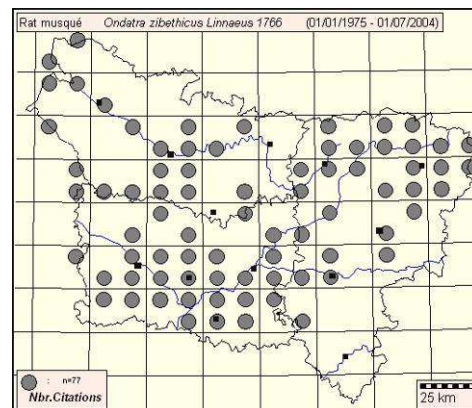 Rat musqué Ondatra zibethicus Linnaeus 1766 (01/01/1975 - 01/07/2004)
: n=77
Nbr.Citations
25 km